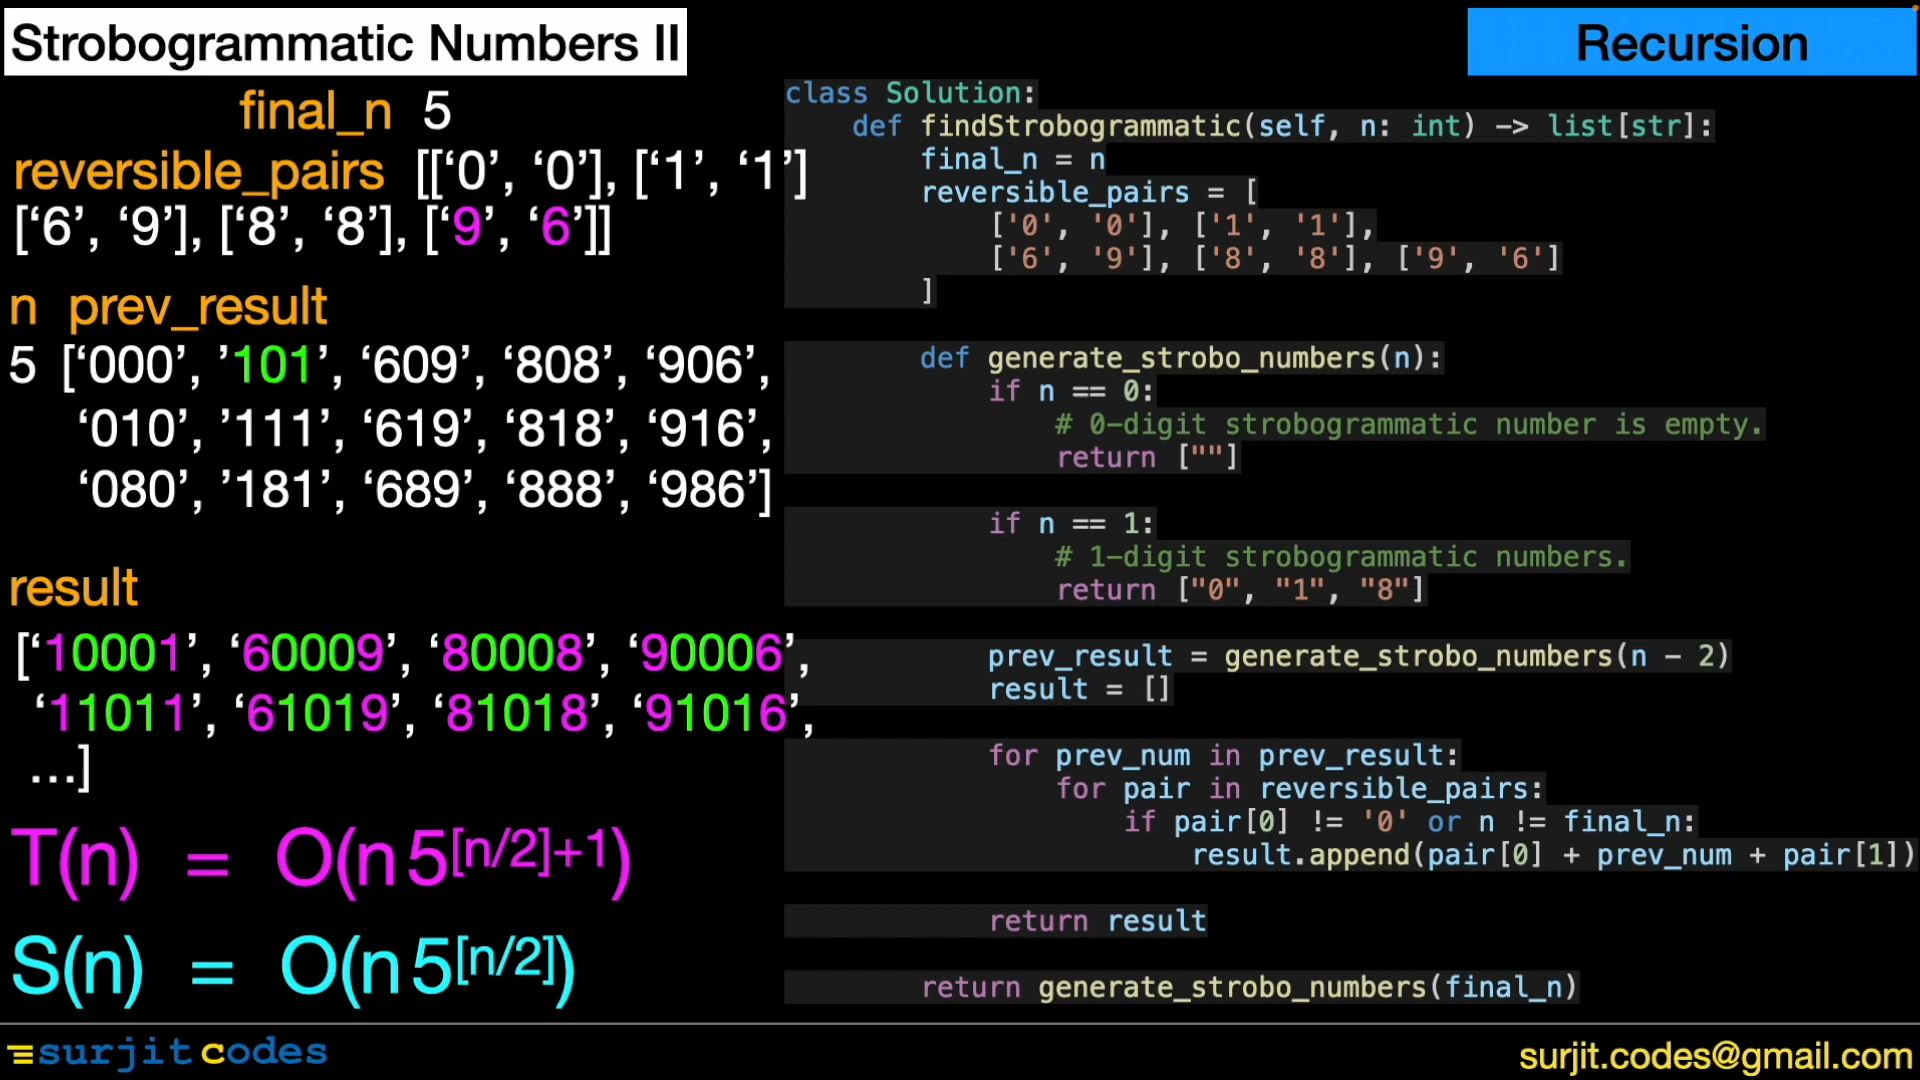 Strobogrammatic Numbers II
Recursion
final_n 5
reversible_pairs [[‘0’, ‘0’], [‘1’, ‘1’]
[‘6’, ‘9’], [‘8’, ‘8’], [‘9’, ‘6’]]
n prev_result
5 [‘000’, ’101’, ‘609’, ‘808’, ‘906’,
‘010’, ’111’, ‘619’, ‘818’, ‘916’,
‘080’, ’181’, ‘689’, ‘888’, ‘986’]
result
[‘10001’, ‘60009’, ‘80008’, ‘90006’,
‘11011’, ‘61019’, ‘81018’, ‘91016’,
...]
T(n) = O(n 5^[n/2]+1)
S(n) = O(n 5^[n/2])
class Solution:
def findStrobogrammatic(self, n: int) -> list[str]:
final_n = n
reversible_pairs = [
['0', '0'], ['1', '1'],
['6', '9'], ['8', '8'], ['9', '6']
]
def generate_strobo_numbers(n):
if n == 0:
# 0-digit strobogrammatic number is empty.
return [""]
if n == 1:
# 1-digit strobogrammatic numbers.
return ["0", "1", "8"]
prev_result = generate_strobo_numbers(n - 2)
result = []
for prev_num in prev_result:
for pair in reversible_pairs:
if pair[0] != '0' or n != final_n:
result.append(pair[0] + prev_num + pair[1])
return result
return generate_strobo_numbers(final_n)
surjit codes
surjit.codes@gmail.com